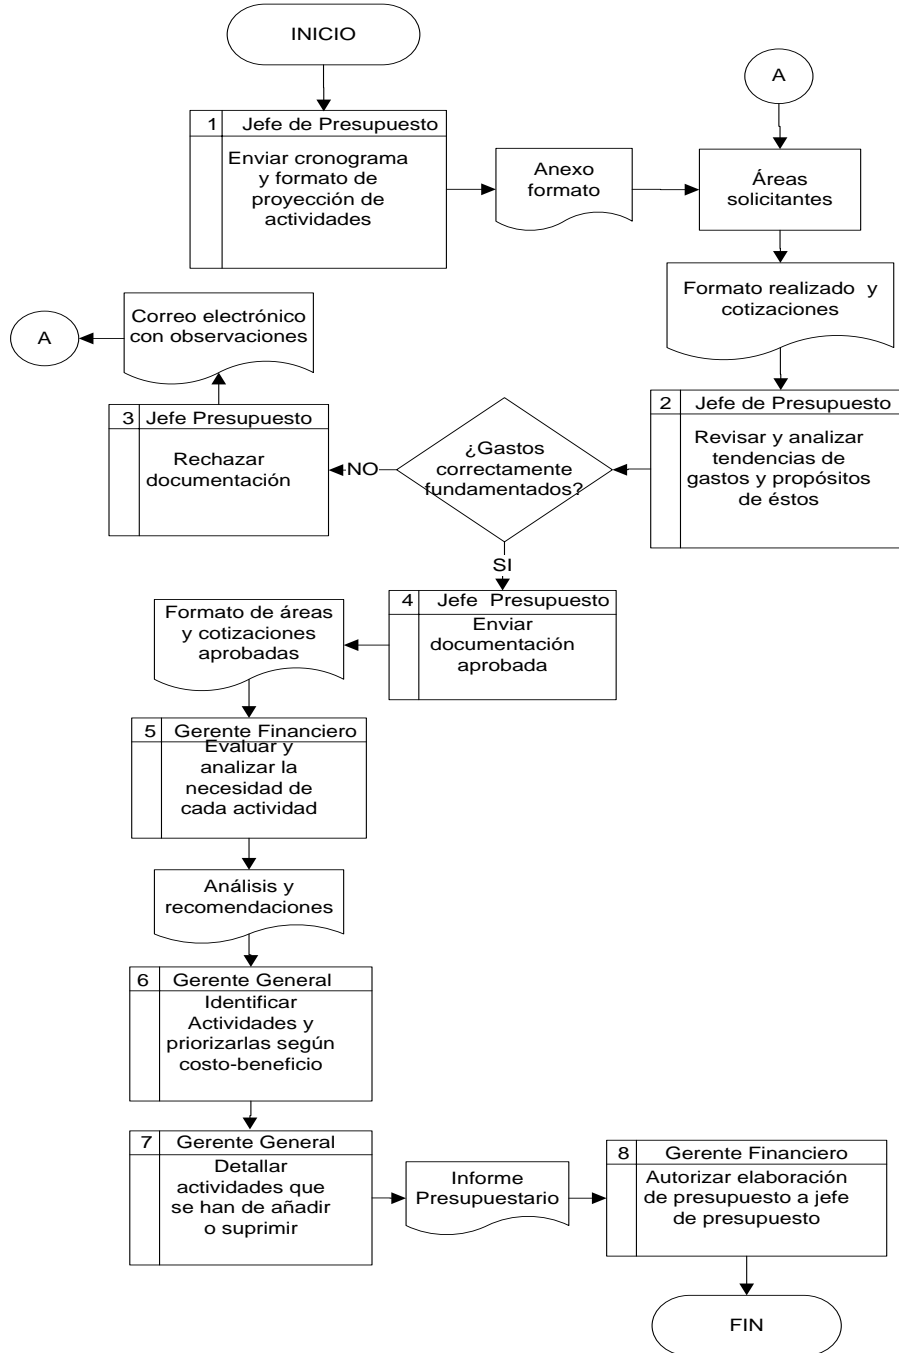 INICIO
A
1 Jefe de Presupuesto
Enviar cronograma
y formato de
proyección de
actividades
Anexo
formato
Áreas
solicitantes
Formato realizado y
cotizaciones
Correo electrónico
con observaciones
A
2 Jefe de Presupuesto
Revisar y analizar
tendencias de
gastos y propósitos
de éstos
¿Gastos
correctamente
fundamentados?
NO
3 Jefe Presupuesto
Rechazar
documentación
SI
4 Jefe Presupuesto
Enviar
documentación
aprobada
Formato de áreas
y cotizaciones
aprobadas
5 Gerente Financiero
Evaluar y
analizar la
necesidad de
cada actividad
Análisis y
recomendaciones
6 Gerente General
Identificar
Actividades y
priorizarlas según
costo-beneficio
7 Gerente General
Detallar
actividades que
se han de añadir
o suprimir
Informe
Presupuestario
8 Gerente Financiero
Autorizar elaboración
de presupuesto a jefe
de presupuesto
FIN